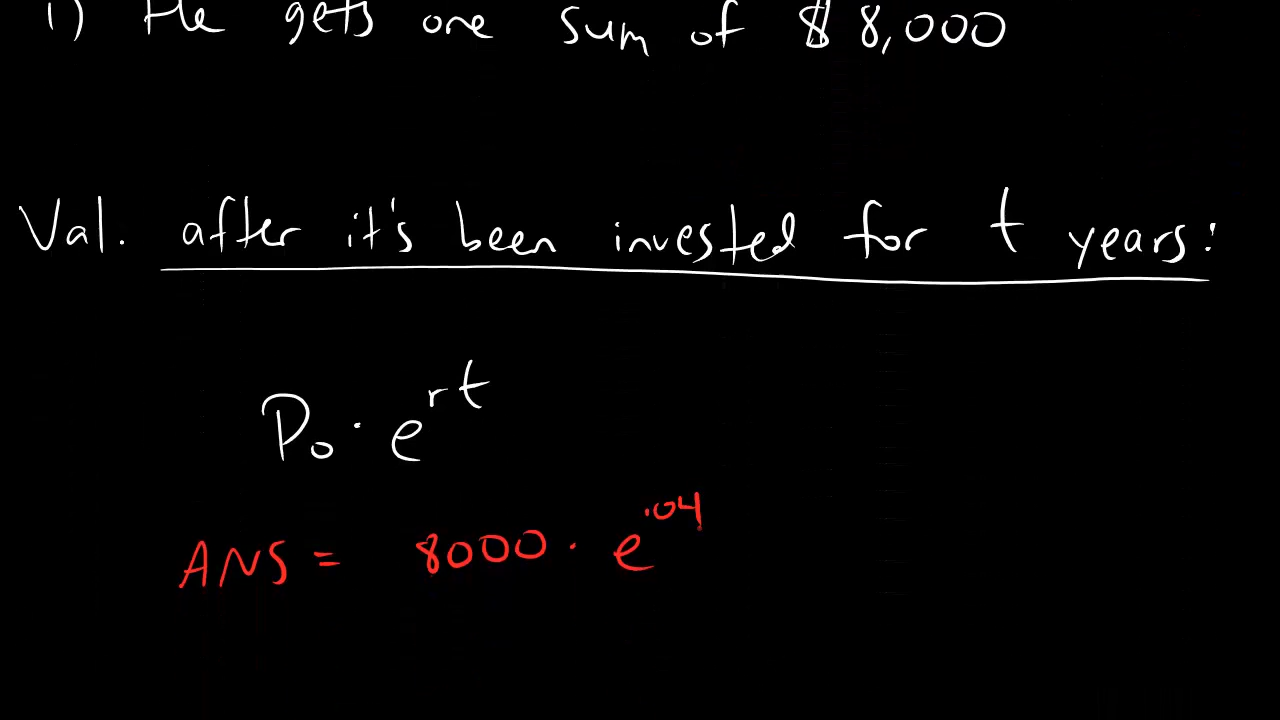 1) He gets one sum of $8,000
Val. after it's been invested for t years:
P₀ · e^rt
ANS = 8000 · e^.04